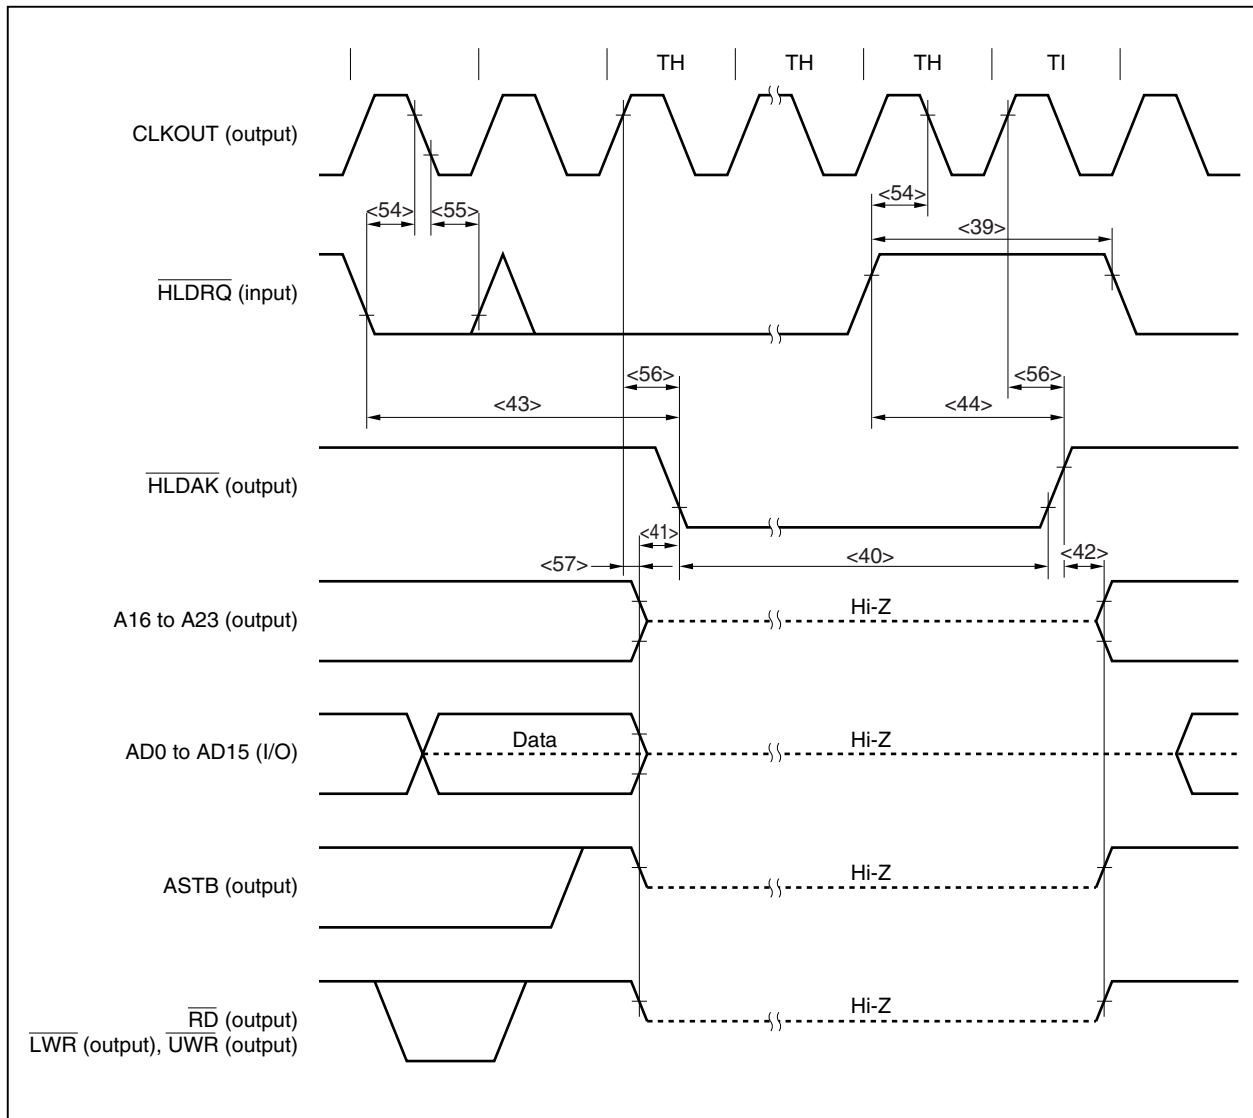 TH TH TH TI
CLKOUT (output)
<54> <55> <54>
<39>
HLDRQ (input)
<56> <56>
<43> <44>
HLDAK (output)
<41>
<57> <40> <42>
A16 to A23 (output) Hi-Z
AD0 to AD15 (I/O) Data Hi-Z
ASTB (output) Hi-Z
RD (output) Hi-Z
LWR (output), UWR (output)